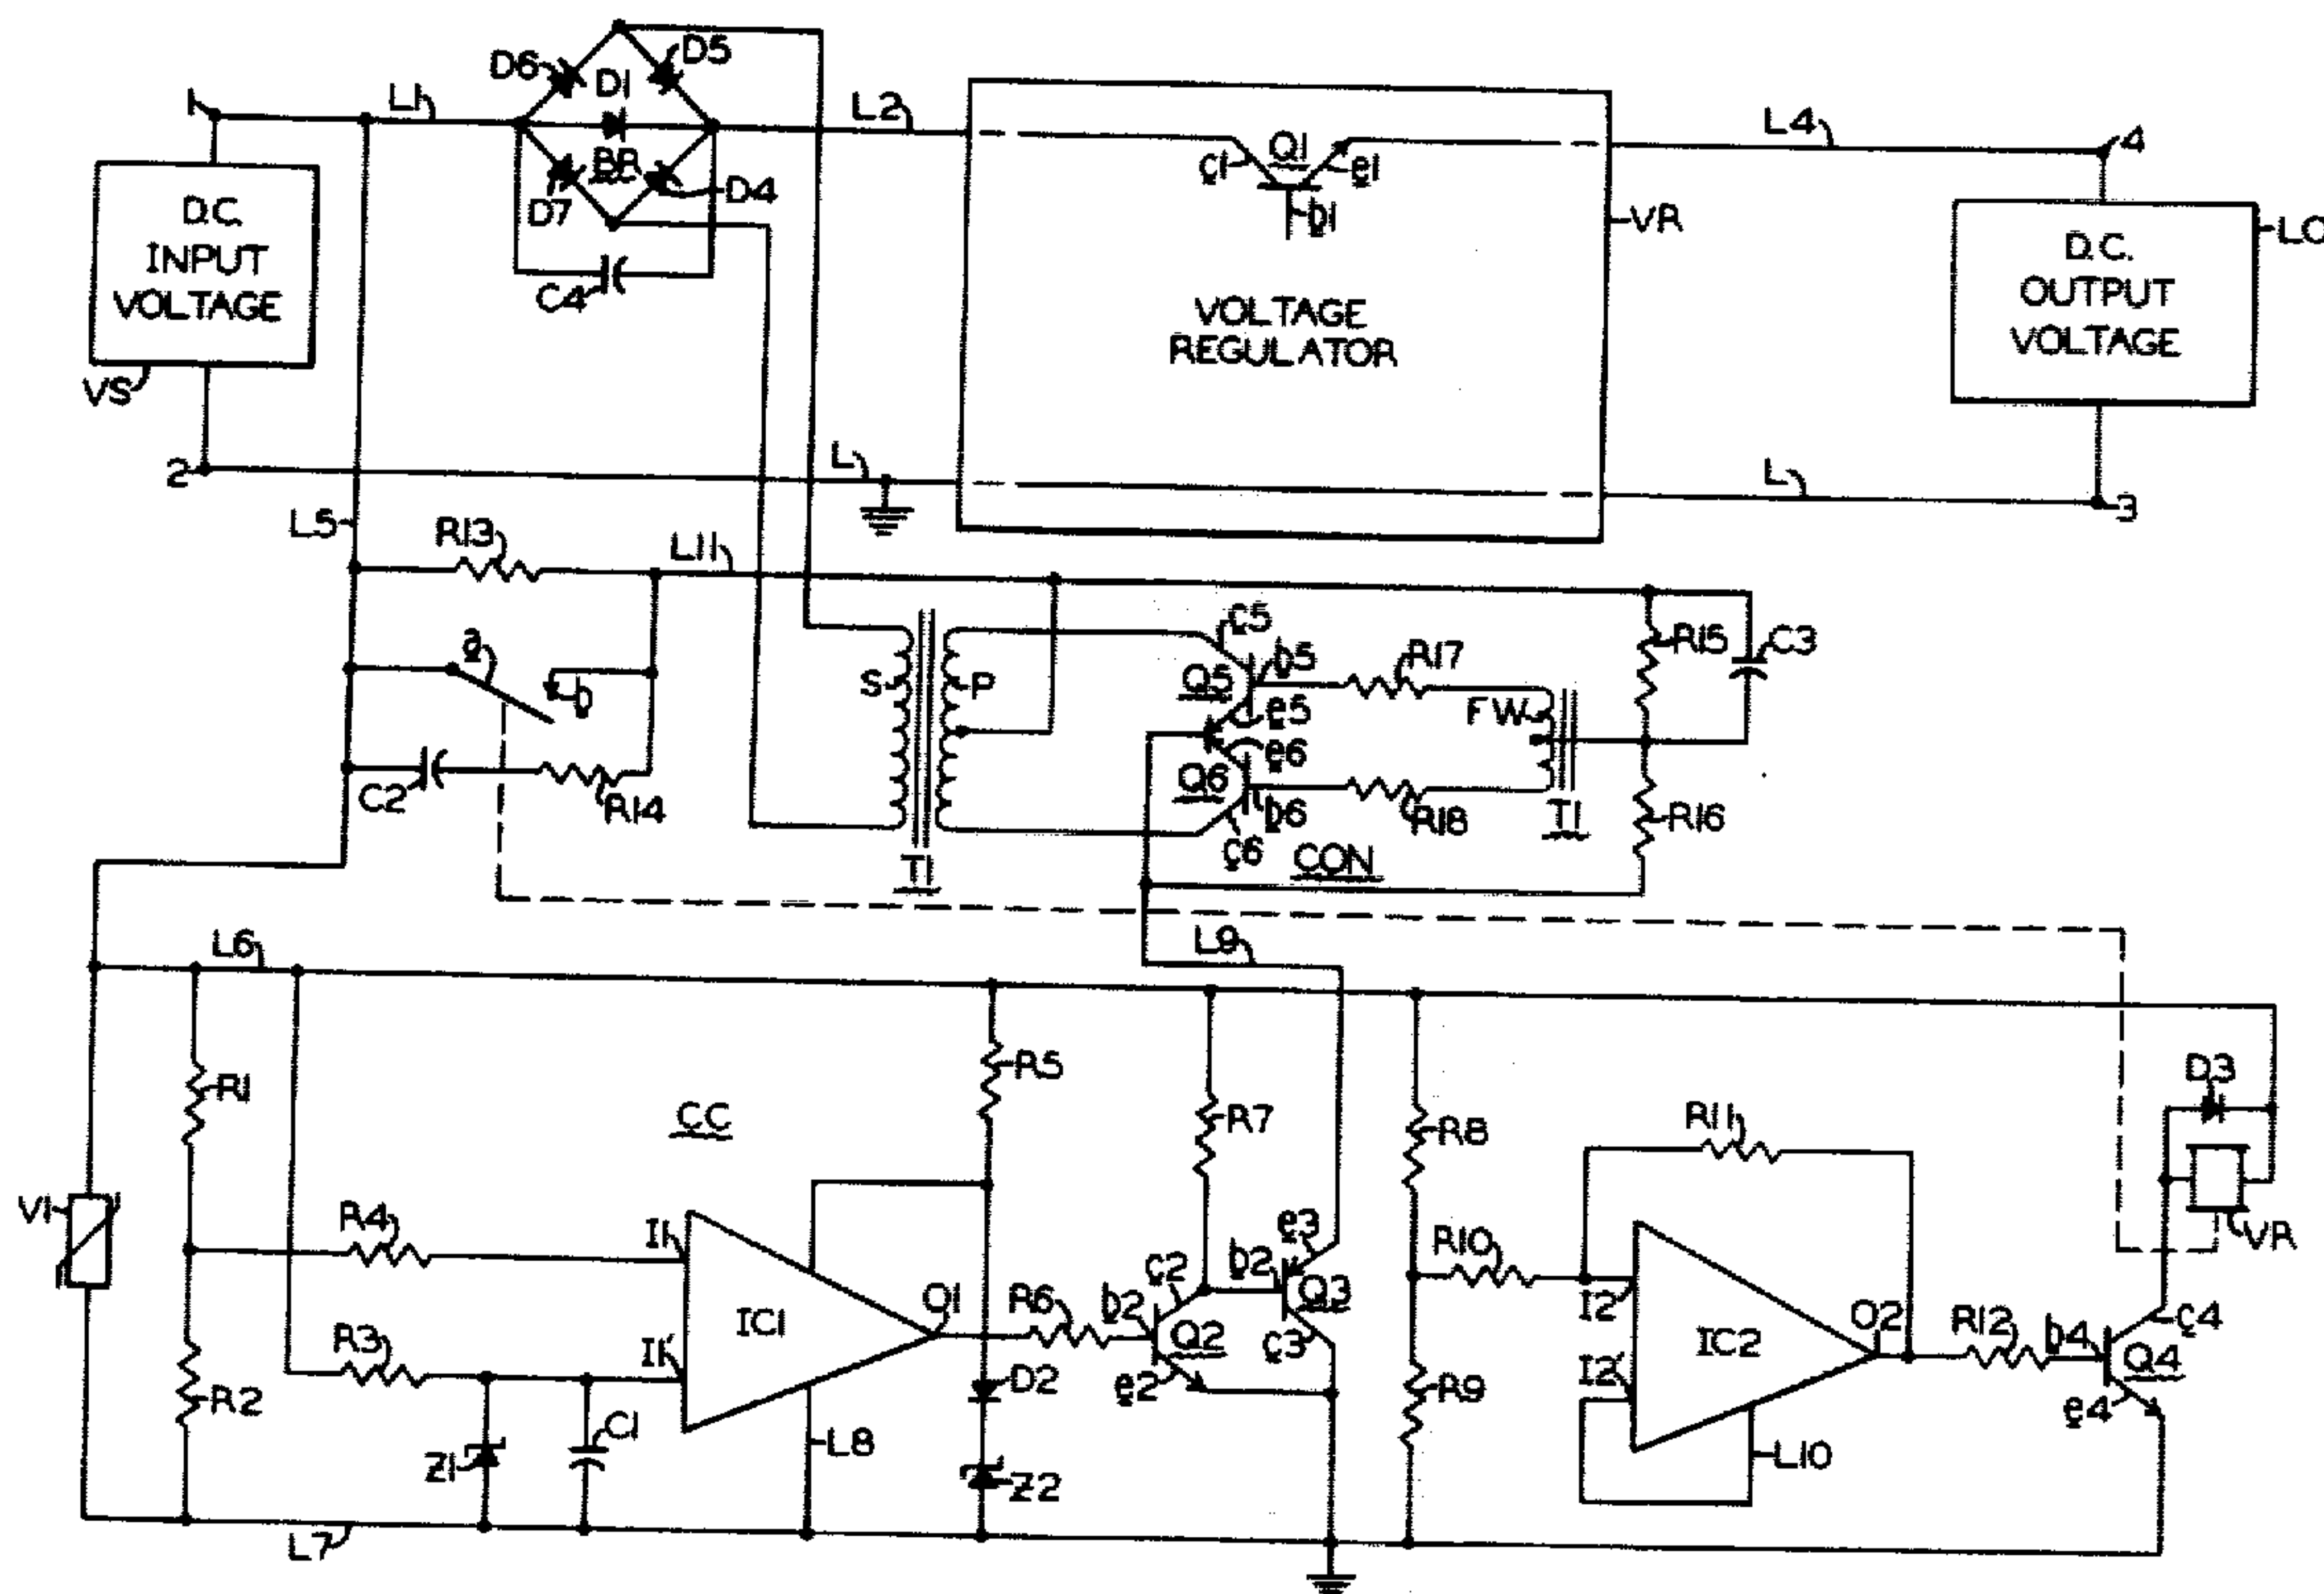 D6
D5
D1
L1
L2
L4
1
4
BR
D7
D4
C4
c1
Q1
e1
b1
VR
D.C.
INPUT
VOLTAGE
VS
VOLTAGE
REGULATOR
D.C.
OUTPUT
VOLTAGE
LO
2
L
L
3
L5
R13
L11
a
b
C2
R14
S
P
T1
c5
Q5
b5
e5
e6
Q6
b6
c6
R17
R18
FW
T1
R15
C3
R16
CON
L6
L9
R1
CC
R5
R7
R8
R11
D3
V1
R4
I1
R3
I1'
IC1
O1
R6
b2
c2
Q2
e2
b2
e3
Q3
c3
R10
I2
I2'
IC2
O2
R12
b4
c4
Q4
e4
VR
R2
Z1
C1
L8
D2
Z2
R9
L10
L7